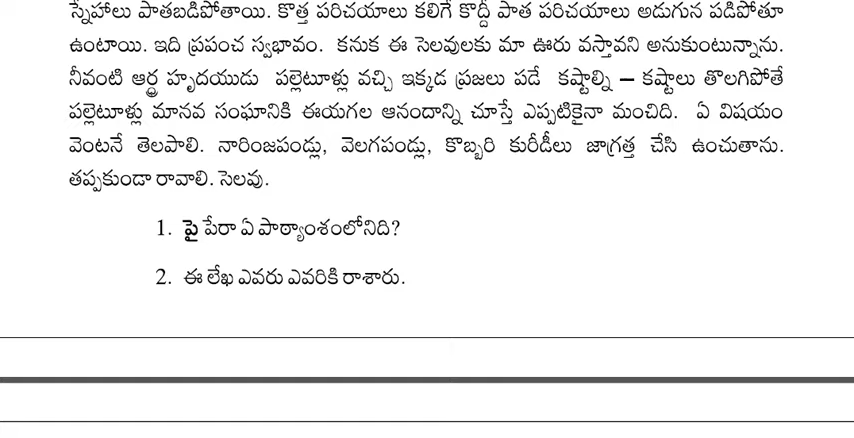 స్నేహాలు పాతబడిపోతాయి. కొత్త పరిచయాలు కలిగే కొద్దీ పాత పరిచయాలు అడుగున పడిపోతూ
ఉంటాయి. ఇది ప్రపంచ స్వభావం. కనుక ఈ సెలవులకు మా ఊరు వస్తావని అనుకుంటున్నాను.
నీవంటి ఆర్ద్ర హృదయుడు పల్లెటూళ్లు వచ్చి ఇక్కడ ప్రజలు పడే కష్టాల్ని – కష్టాలు తొలగిపోతే
పల్లెటూళ్లు మానవ సంఘానికి ఈయగల ఆనందాన్ని చూస్తే ఎప్పటికైనా మంచిది. ఏ విషయం
వెంటనే తెలపాలి. నారింజపండ్లు, వెలగపండ్లు, కొబ్బరి కురిడీలు జాగ్రత్త చేసి ఉంచుతాను.
తప్పకుండా రావాలి. సెలవు.
1. పై పేరా ఏ పాఠ్యాంశంలోనిది?
2. ఈ లేఖ ఎవరు ఎవరికి రాశారు.